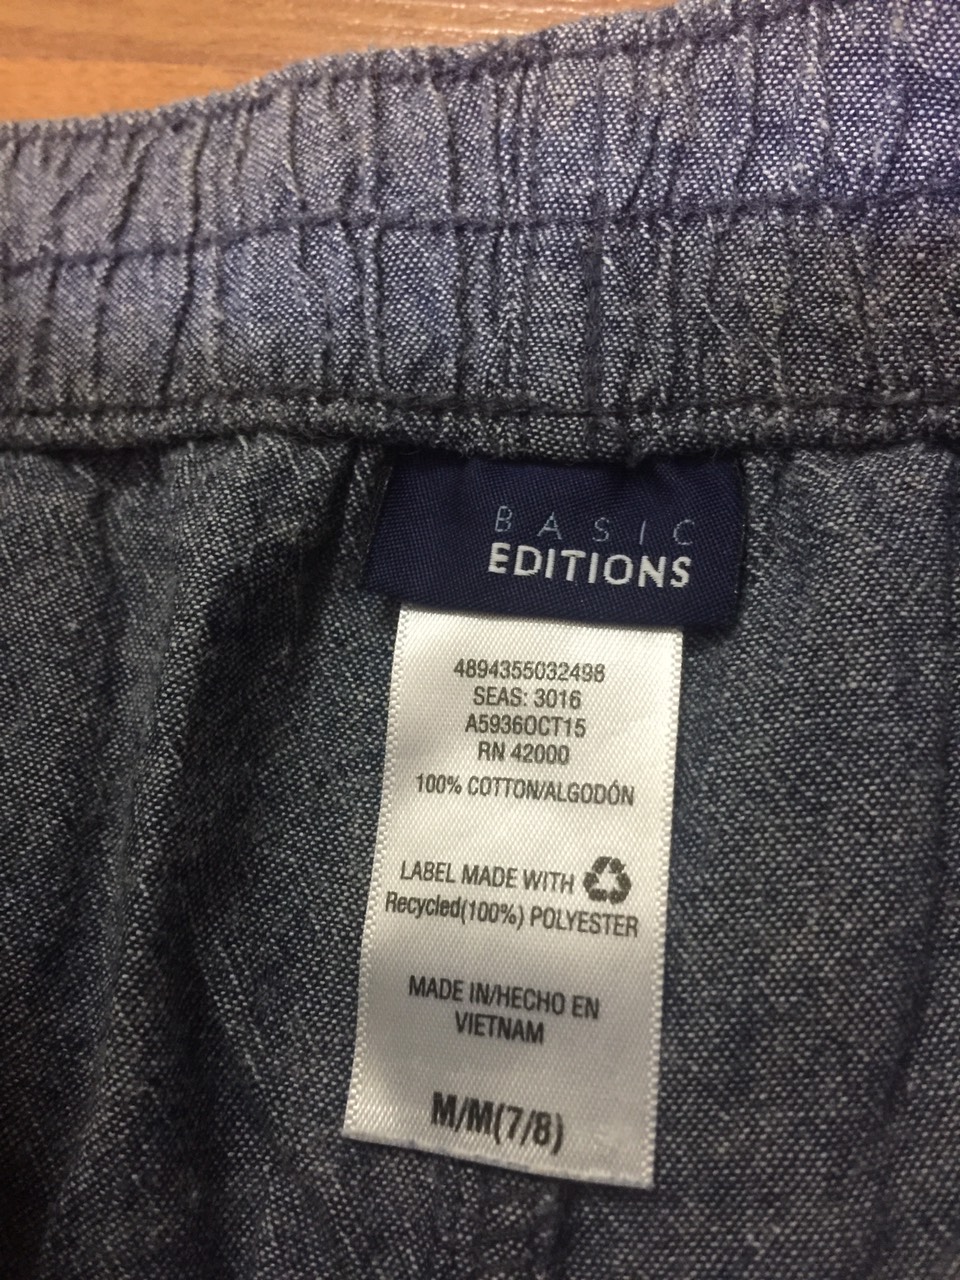 BASIC
EDITIONS
4894355032498
SEAS: 3016
A5936OCT15
RN 42000
100% COTTON/ALGODÓN
LABEL MADE WITH
Recycled(100%) POLYESTER
MADE IN/HECHO EN
VIETNAM
M/M(7/8)